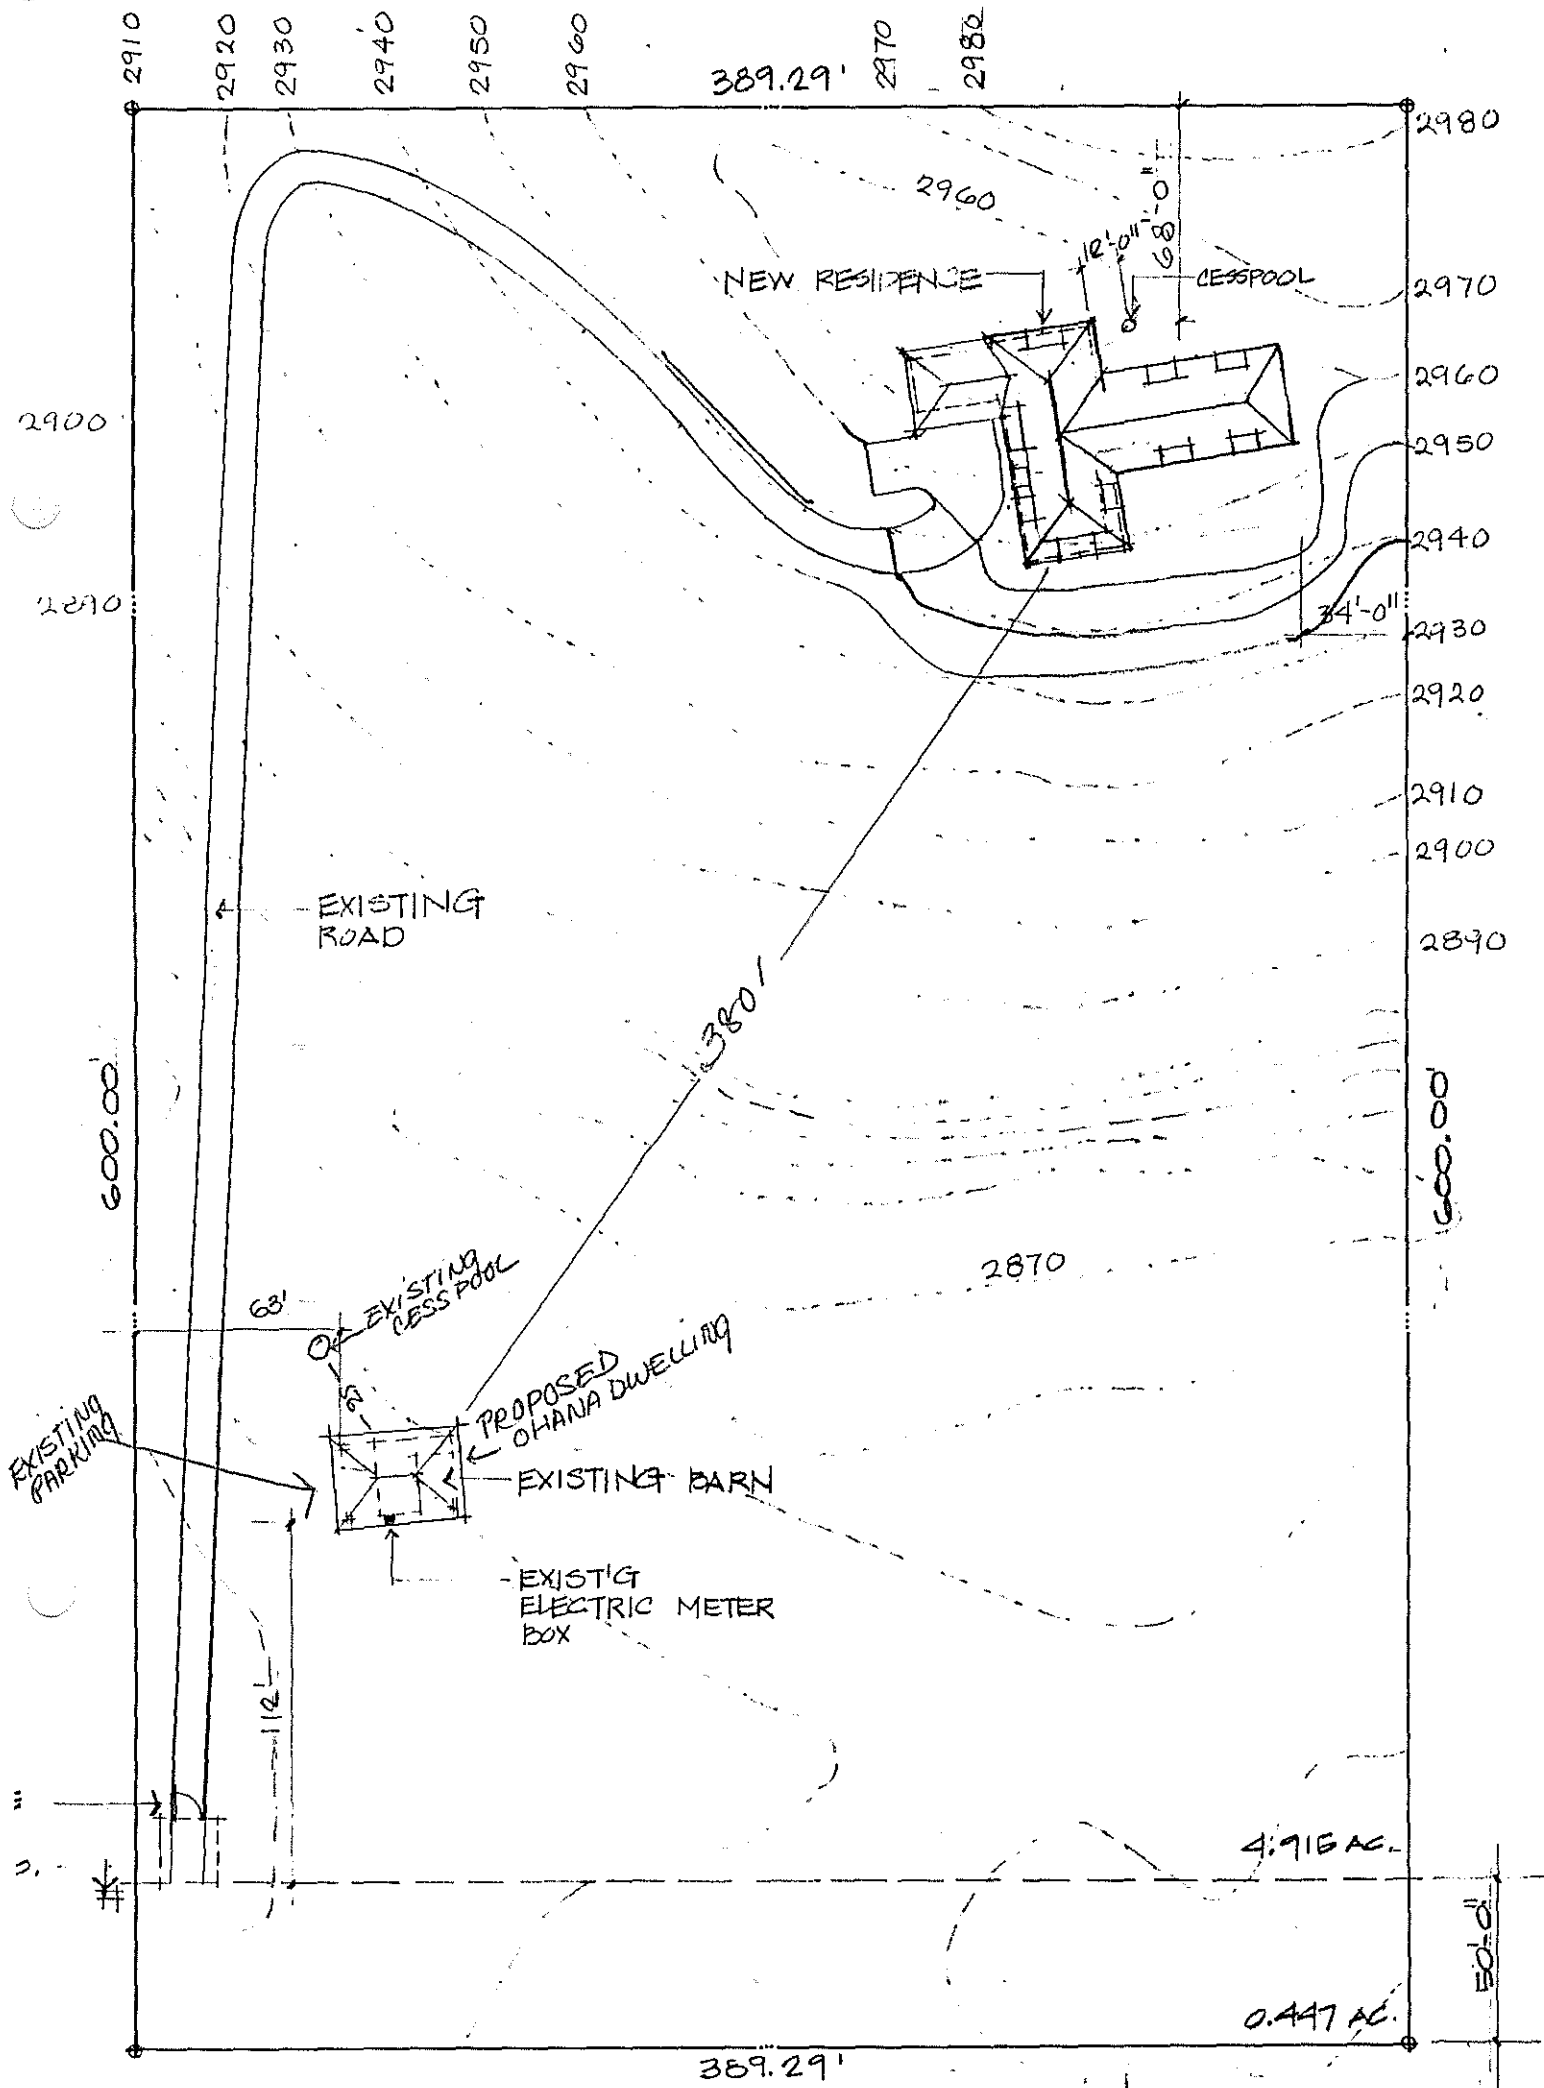 2910
2920
2930
2940
2950
2960
389.29'
2970
2980
2980
2960
68'-0"
12'-0"
NEW RESIDENCE
CESSPOOL
2970
2960
2900
2950
2940
2890
34'-0"
2930
2920
2910
2900
EXISTING
ROAD
2890
380'
600.00'
600.00'
2870
63'
EXISTING
CESSPOOL
PROPOSED
OHANA DWELLING
EXISTING
PARKING
EXISTING BARN
EXIST'G
ELECTRIC METER
BOX
112'
4.915 AC.
50'-0"
0.447 AC.
389.29'